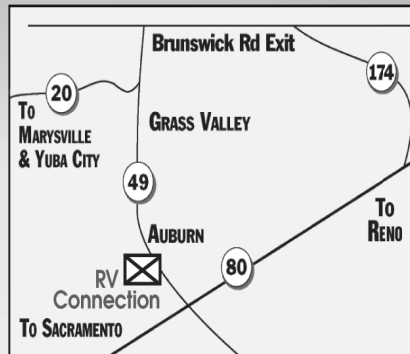 Brunswick Rd Exit
174
20
To
Marysville
& Yuba City
Grass Valley
49
To
Reno
Auburn
80
RV
Connection
To Sacramento